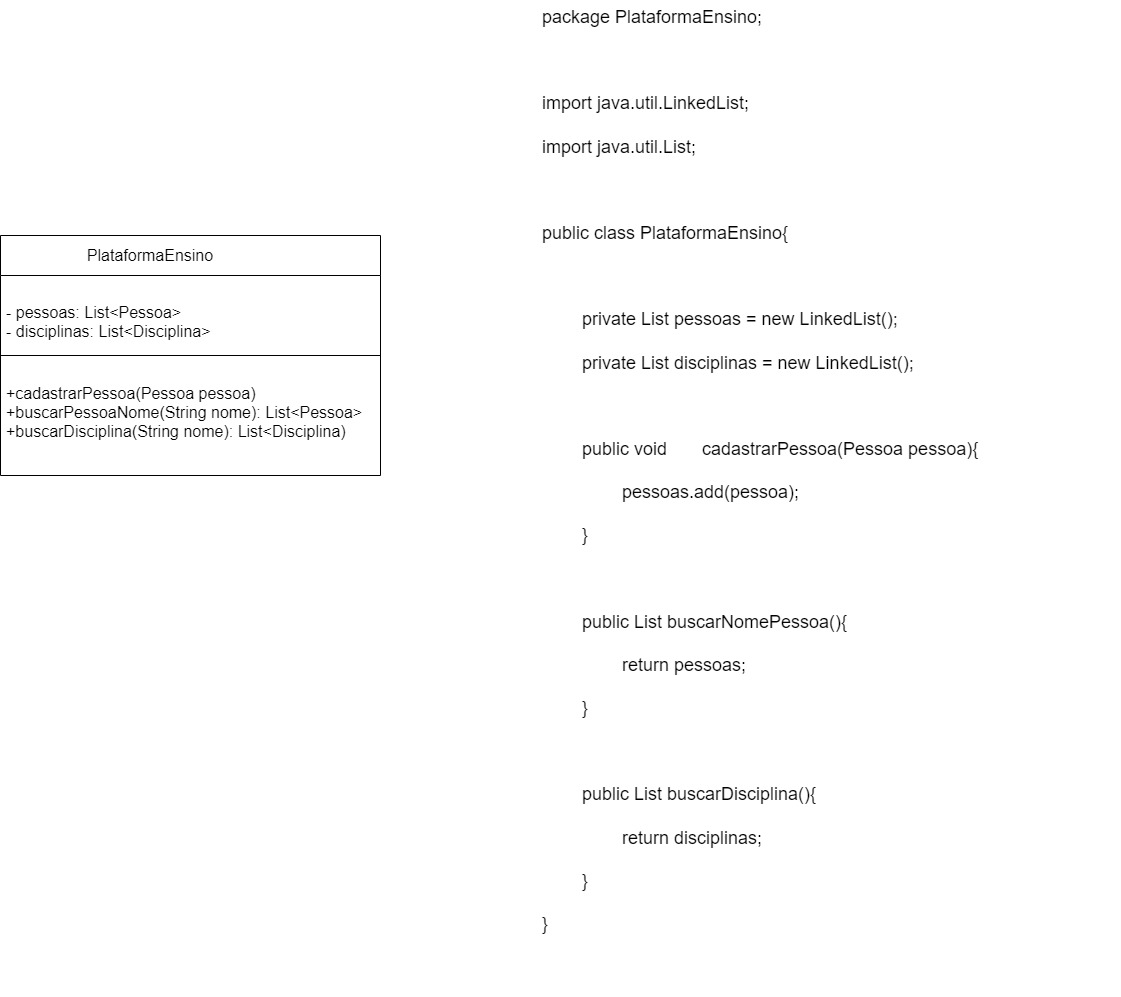 PlataformaEnsino
- pessoas: List<Pessoa>
- disciplinas: List<Disciplina>
+cadastrarPessoa(Pessoa pessoa)
+buscarPessoaNome(String nome): List<Pessoa>
+buscarDisciplina(String nome): List<Disciplina)
package PlataformaEnsino;
import java.util.LinkedList;
import java.util.List;
public class PlataformaEnsino{
private List pessoas = new LinkedList();
private List disciplinas = new LinkedList();
public void cadastrarPessoa(Pessoa pessoa){
pessoas.add(pessoa);
}
public List buscarNomePessoa(){
return pessoas;
}
public List buscarDisciplina(){
return disciplinas;
}
}